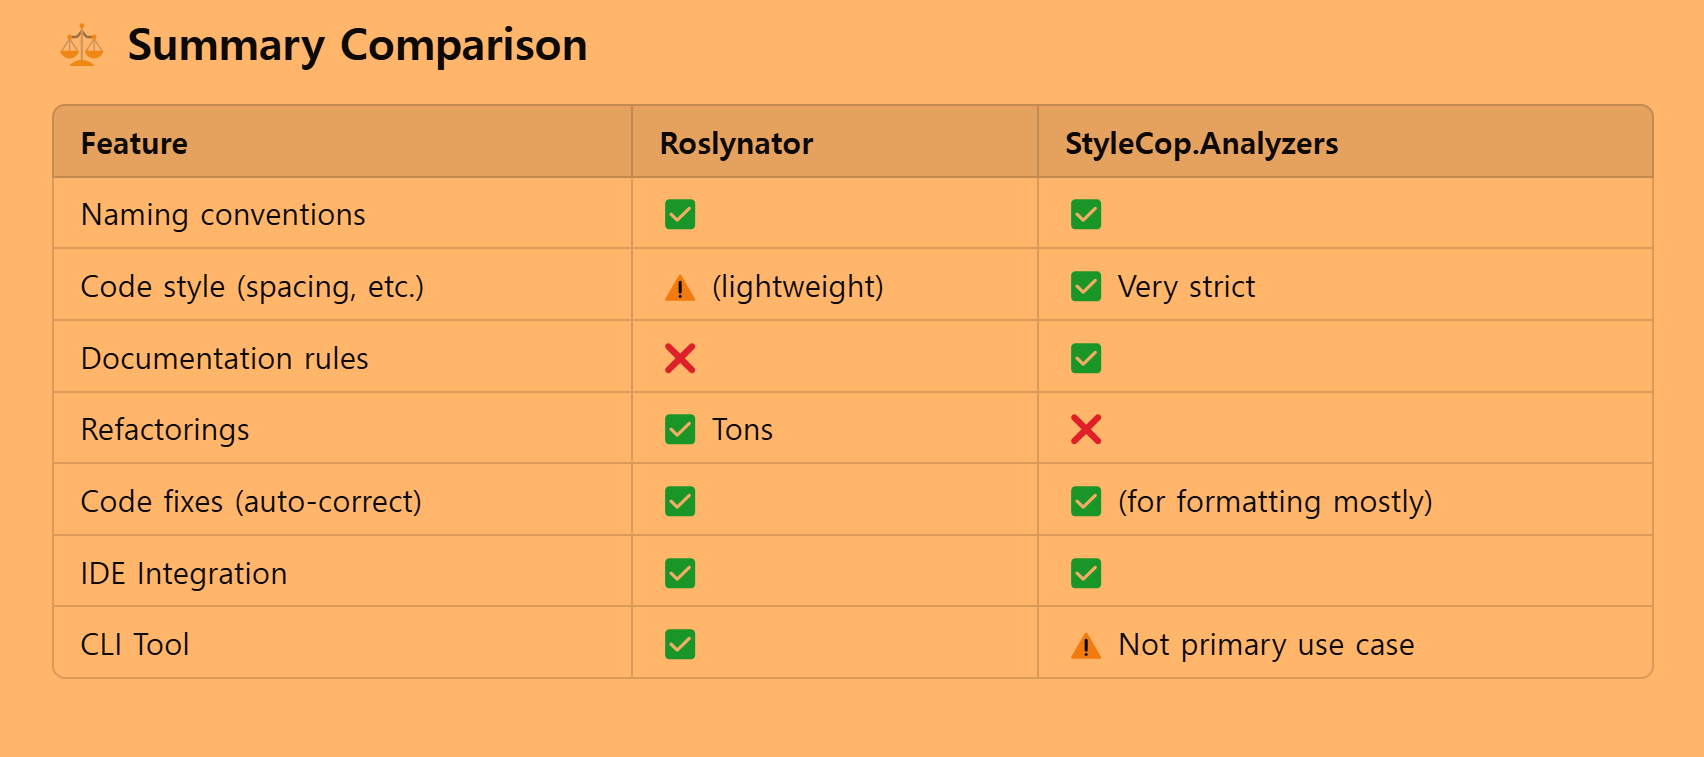 Summary Comparison
Feature Roslynator StyleCop.Analyzers
Naming conventions ✅ ✅
Code style (spacing, etc.) ⚠️ (lightweight) ✅ Very strict
Documentation rules ❌ ✅
Refactorings ✅ Tons ❌
Code fixes (auto-correct) ✅ ✅ (for formatting mostly)
IDE Integration ✅ ✅
CLI Tool ✅ ⚠️ Not primary use case